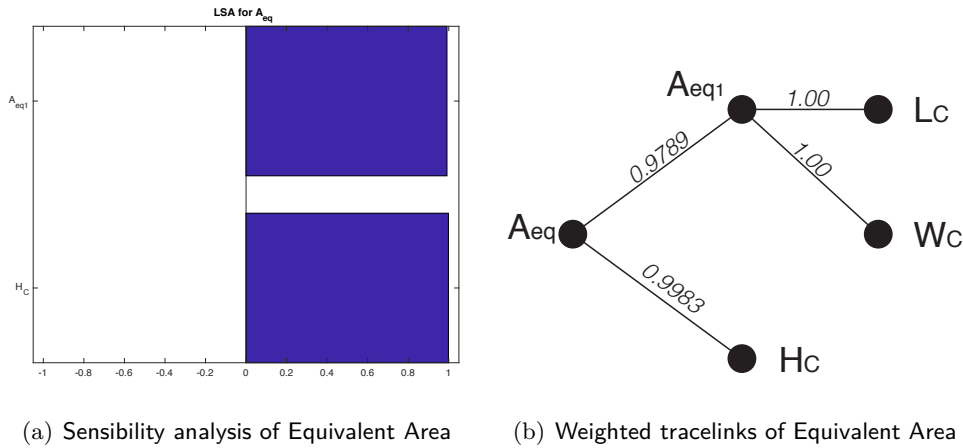 LSA for A_eq
A_eq1
H_C
-1 -0.8 -0.6 -0.4 -0.2 0 0.2 0.4 0.6 0.8 1
Aeq1
1.00
LC
0.9789
1.00
Aeq
WC
0.9983
HC
(a) Sensibility analysis of Equivalent Area
(b) Weighted tracelinks of Equivalent Area